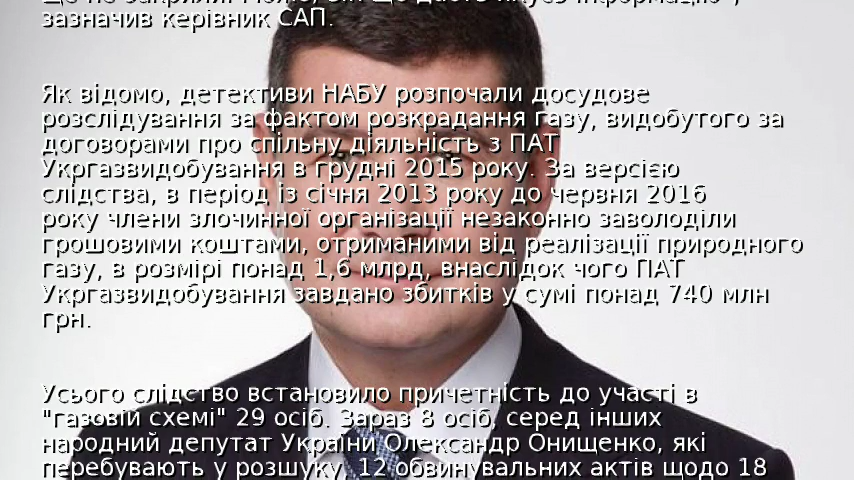 зазначив керівник САП.
Як відомо, детективи НАБУ розпочали досудове
розслідування за фактом розкрадання газу, видобутого за
договорами про спільну діяльність з ПАТ
Укргазвидобування в грудні 2015 року. За версією
слідства, в період із січня 2013 року до червня 2016
року члени злочинної організації незаконно заволоділи
грошовими коштами, отриманими від реалізації природного
газу, в розмірі понад 1,6 млрд, внаслідок чого ПАТ
Укргазвидобування завдано збитків у сумі понад 740 млн
грн.
Усього слідство встановило причетність до участі в
"газовій схемі" 29 осіб. Зараз 8 осіб, серед інших
народний депутат України Олександр Онищенко, які
перебувають у розшуку, 12 обвинувальних актів щодо 18